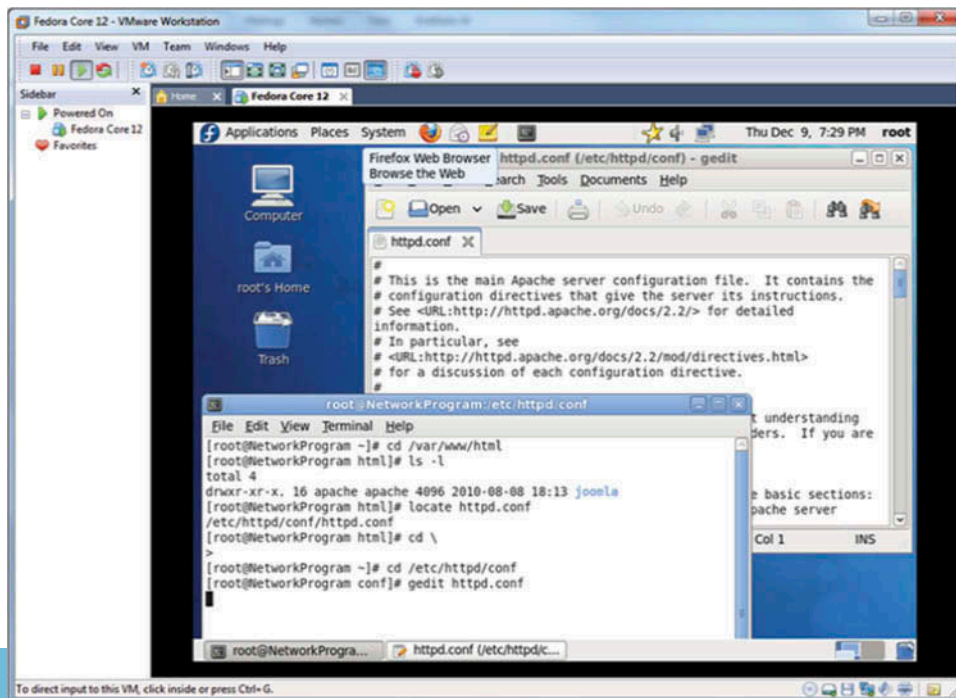 Fedora Core 12 - VMware Workstation
File Edit View VM Team Windows Help
Sidebar
Powered On
Fedora Core 12
Favorites
Home
Fedora Core 12
Applications Places System
Thu Dec 9, 7:29 PM root
Firefox Web Browser
Browse the Web
httpd.conf (/etc/httpd/conf) - gedit
earch Tools Documents Help
Open Save Undo
httpd.conf
Computer
root's Home
Trash
#
# This is the main Apache server configuration file. It contains the
# configuration directives that give the server its instructions.
# See <URL:http://httpd.apache.org/docs/2.2/> for detailed
information.
# In particular, see
# <URL:http://httpd.apache.org/docs/2.2/mod/directives.html>
# for a discussion of each configuration directive.
#
t understanding
ders. If you are
e basic sections:
pache server
Col 1 INS
root@NetworkProgram:/etc/httpd/conf
File Edit View Terminal Help
[root@NetworkProgram ~]# cd /var/www/html
[root@NetworkProgram html]# ls -l
total 4
drwxr-xr-x. 16 apache apache 4096 2010-08-08 18:13 joomla
[root@NetworkProgram html]# locate httpd.conf
/etc/httpd/conf/httpd.conf
[root@NetworkProgram html]# cd \
>
[root@NetworkProgram ~]# cd /etc/httpd/conf
[root@NetworkProgram conf]# gedit httpd.conf
root@NetworkProgra...
httpd.conf (/etc/httpd/c...
To direct input to this VM, click inside or press Ctrl+G.